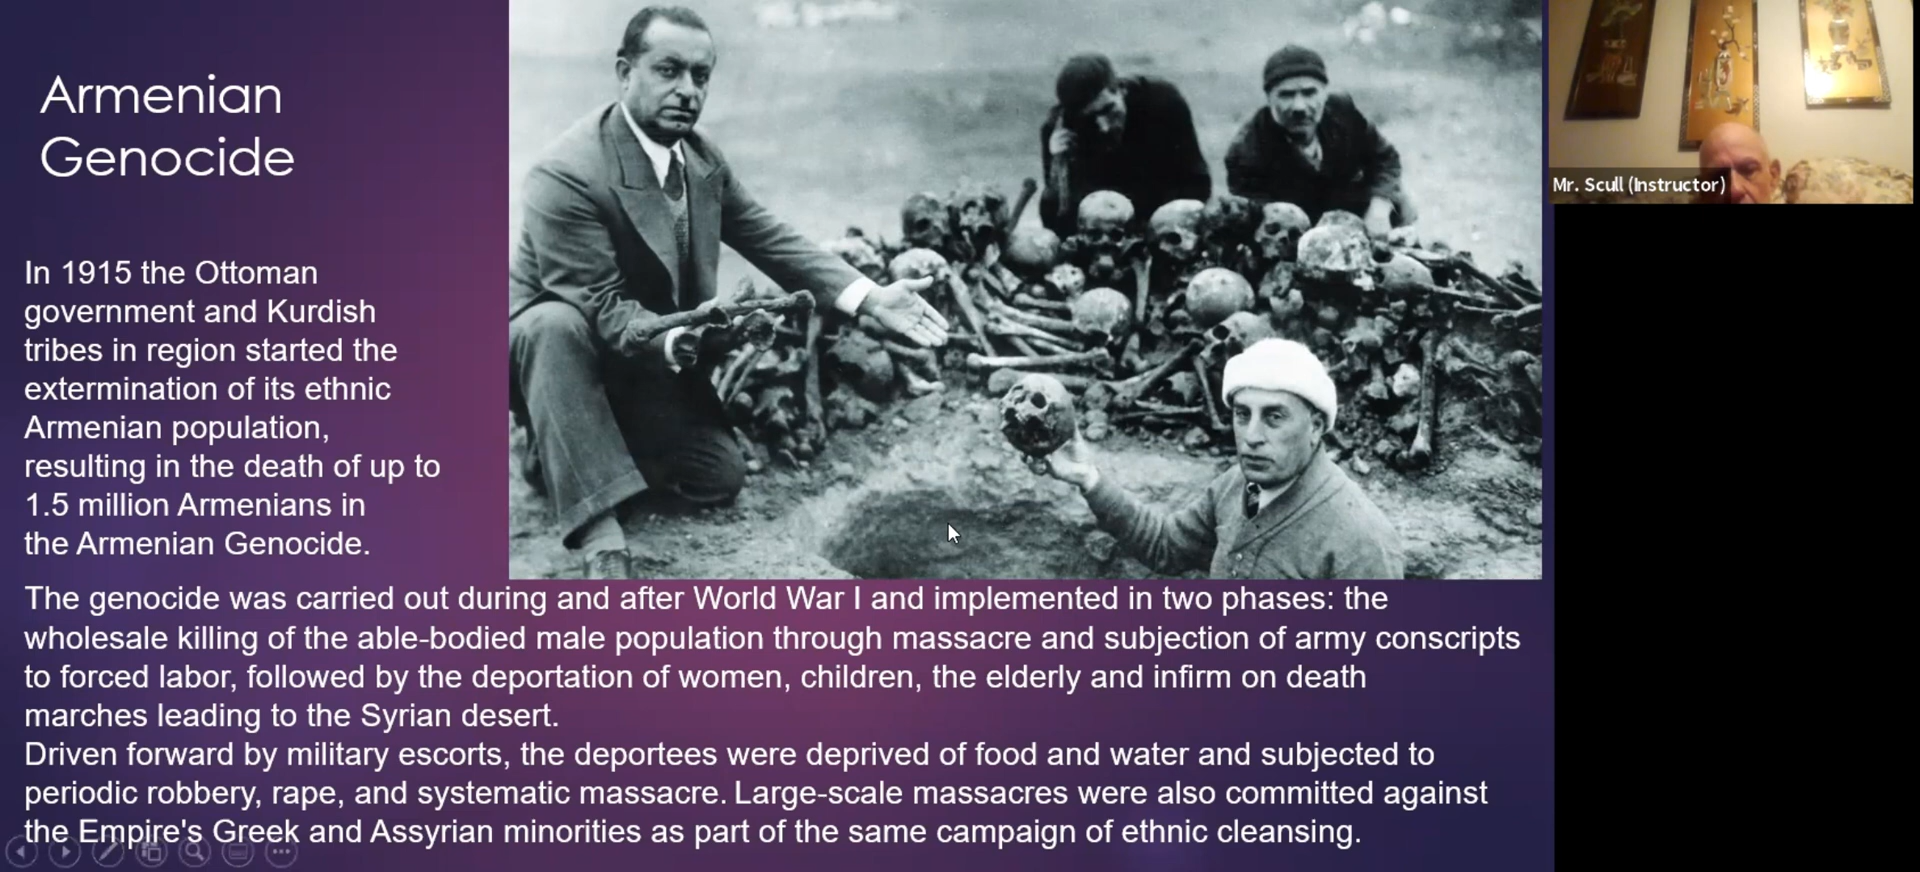 Armenian
Genocide
In 1915 the Ottoman
government and Kurdish
tribes in region started the
extermination of its ethnic
Armenian population,
resulting in the death of up to
1.5 million Armenians in
the Armenian Genocide.
The genocide was carried out during and after World War I and implemented in two phases: the
wholesale killing of the able-bodied male population through massacre and subjection of army conscripts
to forced labor, followed by the deportation of women, children, the elderly and infirm on death
marches leading to the Syrian desert.
Driven forward by military escorts, the deportees were deprived of food and water and subjected to
periodic robbery, rape, and systematic massacre. Large-scale massacres were also committed against
the Empire's Greek and Assyrian minorities as part of the same campaign of ethnic cleansing.
Mr. Scull (Instructor)